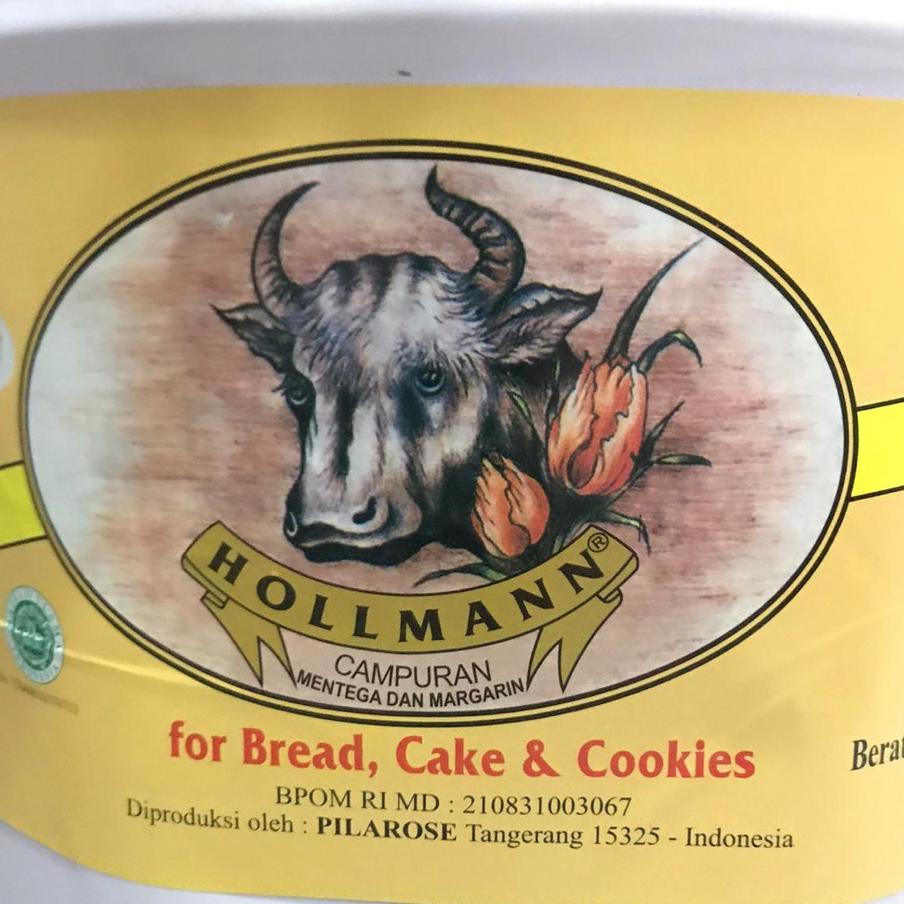 HOLLMANN®
CAMPURAN
MENTEGA DAN MARGARIN
for Bread, Cake & Cookies
BPOM RI MD : 210831003067
Diproduksi oleh : PILAROSE Tangerang 15325 - Indonesia